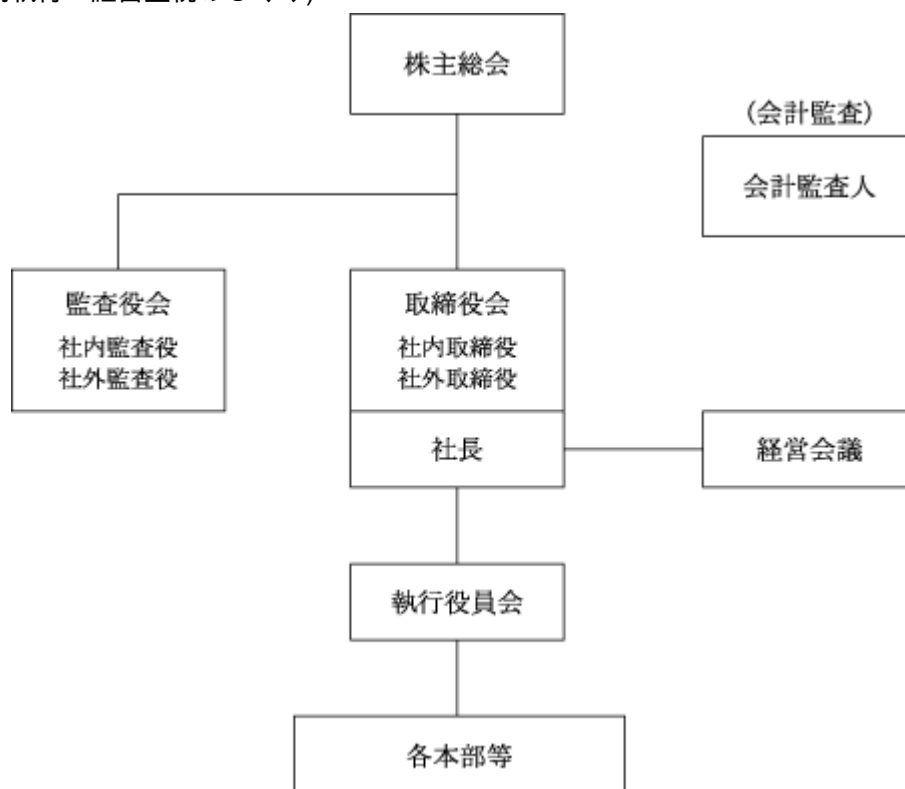 株主総会
(会計監査)
会計監査人
監査役会
社内監査役
社外監査役
取締役会
社内取締役
社外取締役
社長
経営会議
執行役員会
各本部等